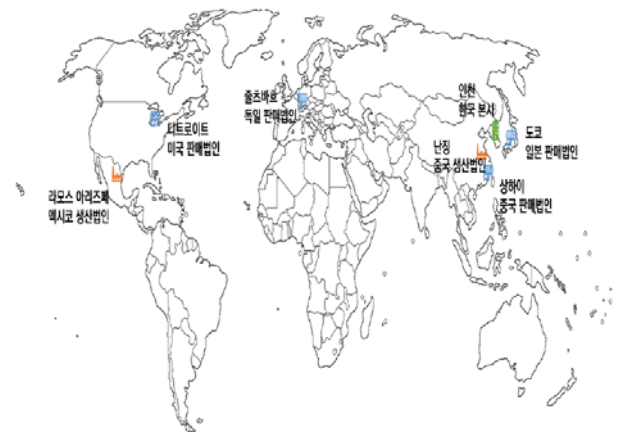 디트로이트
미국 판매법인
라모스 아리즈페
멕시코 생산법인
줄츠바흐
독일 판매법인
인천
한국 본사
난징
중국 생산법인
도쿄
일본 판매법인
상하이
중국 판매법인